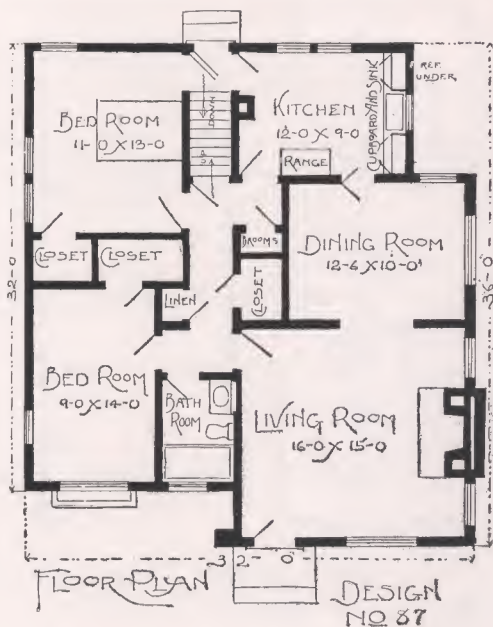 BED ROOM
11-0 X 13-0
DOWN
UP
KITCHEN
12-0 X 9-0
RANGE
CUPBOARD AND SINK
REF.
UNDER
CLOSET
CLOSET
LINEN
BROOMS
CLOSET
DINING ROOM
12-6 X 10-0
32-0
36-0
BED ROOM
9-0 X 14-0
BATH
ROOM
LIVING ROOM
16-0 X 15-0
32-0
FLOOR PLAN
DESIGN
NO 87